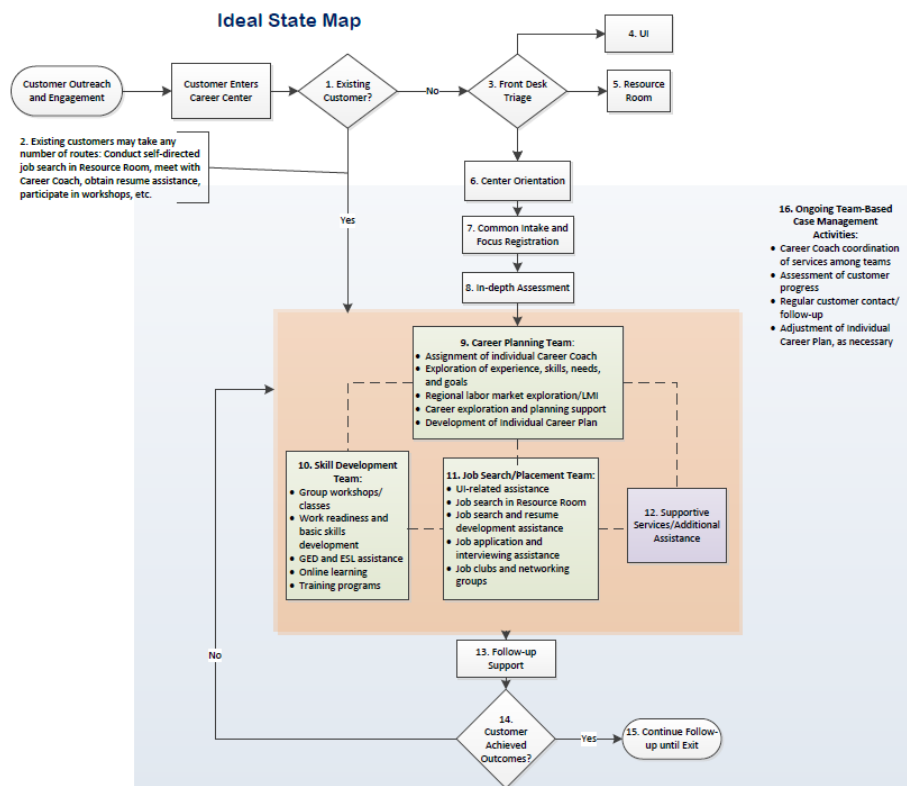 Ideal State Map
Customer Outreach
and Engagement
Customer Enters
Career Center
1. Existing
Customer?
No
3. Front Desk
Triage
4. UI
5. Resource
Room
2. Existing customers may take any
number of routes: Conduct self-directed
job search in Resource Room, meet with
Career Coach, obtain resume assistance,
participate in workshops, etc.
Yes
6. Center Orientation
7. Common Intake and
Focus Registration
8. In-depth Assessment
16. Ongoing Team-Based
Case Management
Activities:
• Career Coach coordination
of services among teams
• Assessment of customer
progress
• Regular customer contact/
follow-up
• Adjustment of Individual
Career Plan, as necessary
9. Career Planning Team:
• Assignment of individual Career Coach
• Exploration of experience, skills, needs,
and goals
• Regional labor market exploration/LMI
• Career exploration and planning support
• Development of Individual Career Plan
10. Skill Development
Team:
• Group workshops/
classes
• Work readiness and
basic skills
development
• GED and ESL assistance
• Online learning
• Training programs
11. Job Search/Placement Team:
• UI-related assistance
• Job search in Resource Room
• Job search and resume
development assistance
• Job application and
interviewing assistance
• Job clubs and networking
groups
12. Supportive
Services/Additional
Assistance
13. Follow-up
Support
No
14.
Customer
Achieved
Outcomes?
Yes
15. Continue Follow-
up until Exit